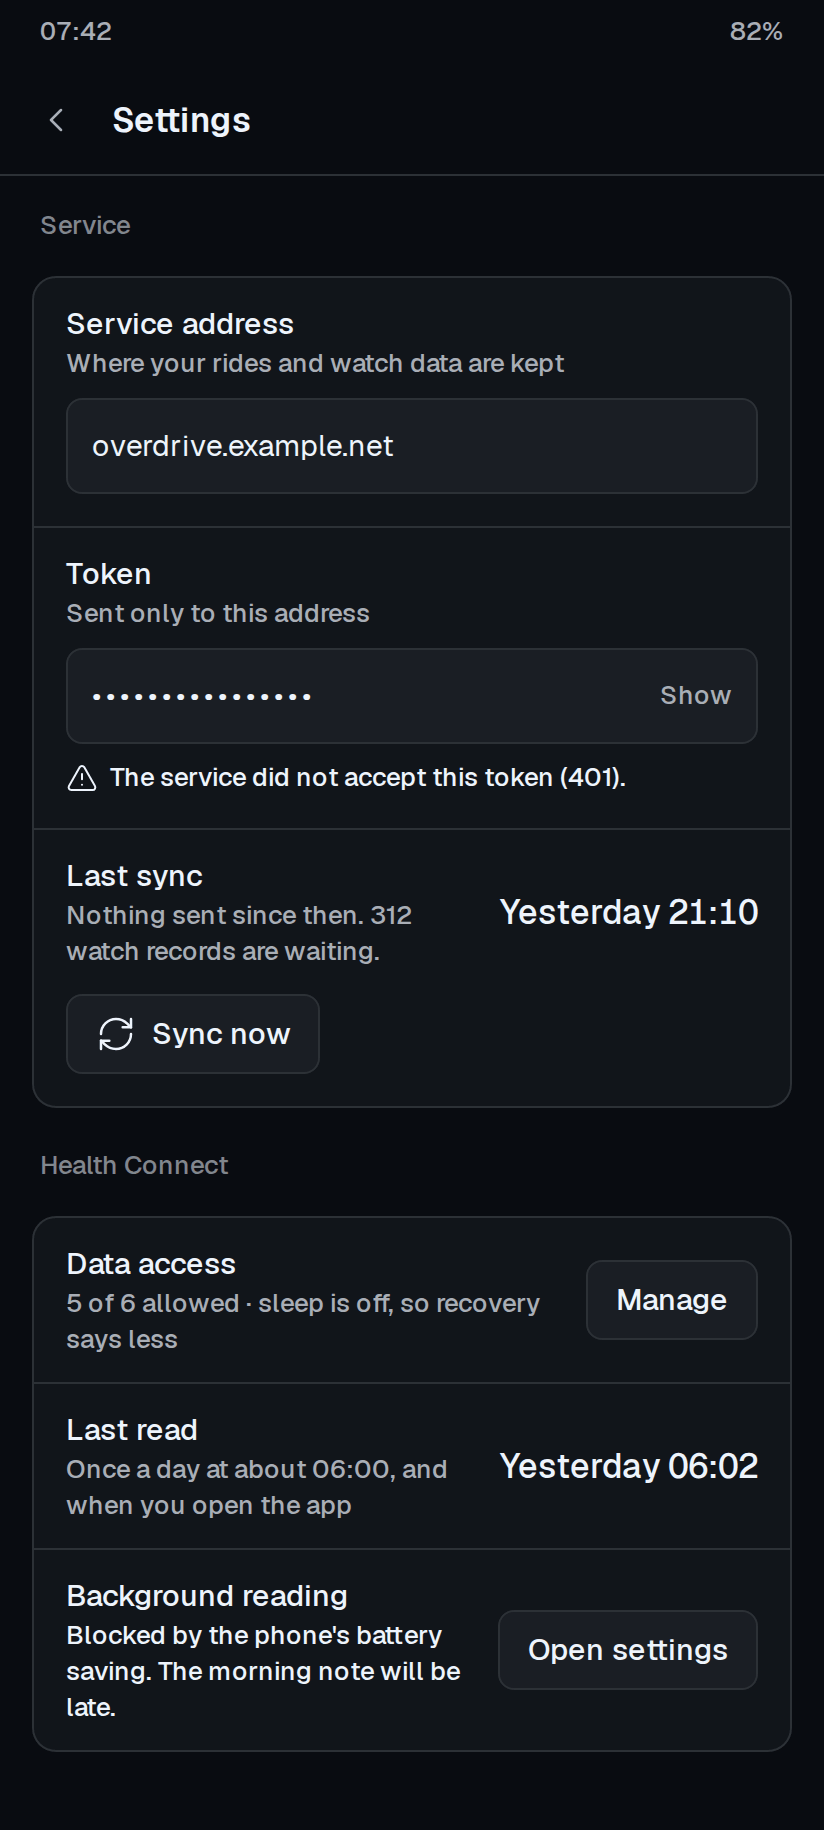 07:42
82%
Settings
Service
Service address
Where your rides and watch data are kept
overdrive.example.net
Token
Sent only to this address
••••••••••••••••
Show
The service did not accept this token (401).
Last sync
Nothing sent since then. 312
watch records are waiting.
Yesterday 21:10
Sync now
Health Connect
Data access
5 of 6 allowed · sleep is off, so recovery
says less
Manage
Last read
Once a day at about 06:00, and
when you open the app
Yesterday 06:02
Background reading
Blocked by the phone's battery
saving. The morning note will be
late.
Open settings